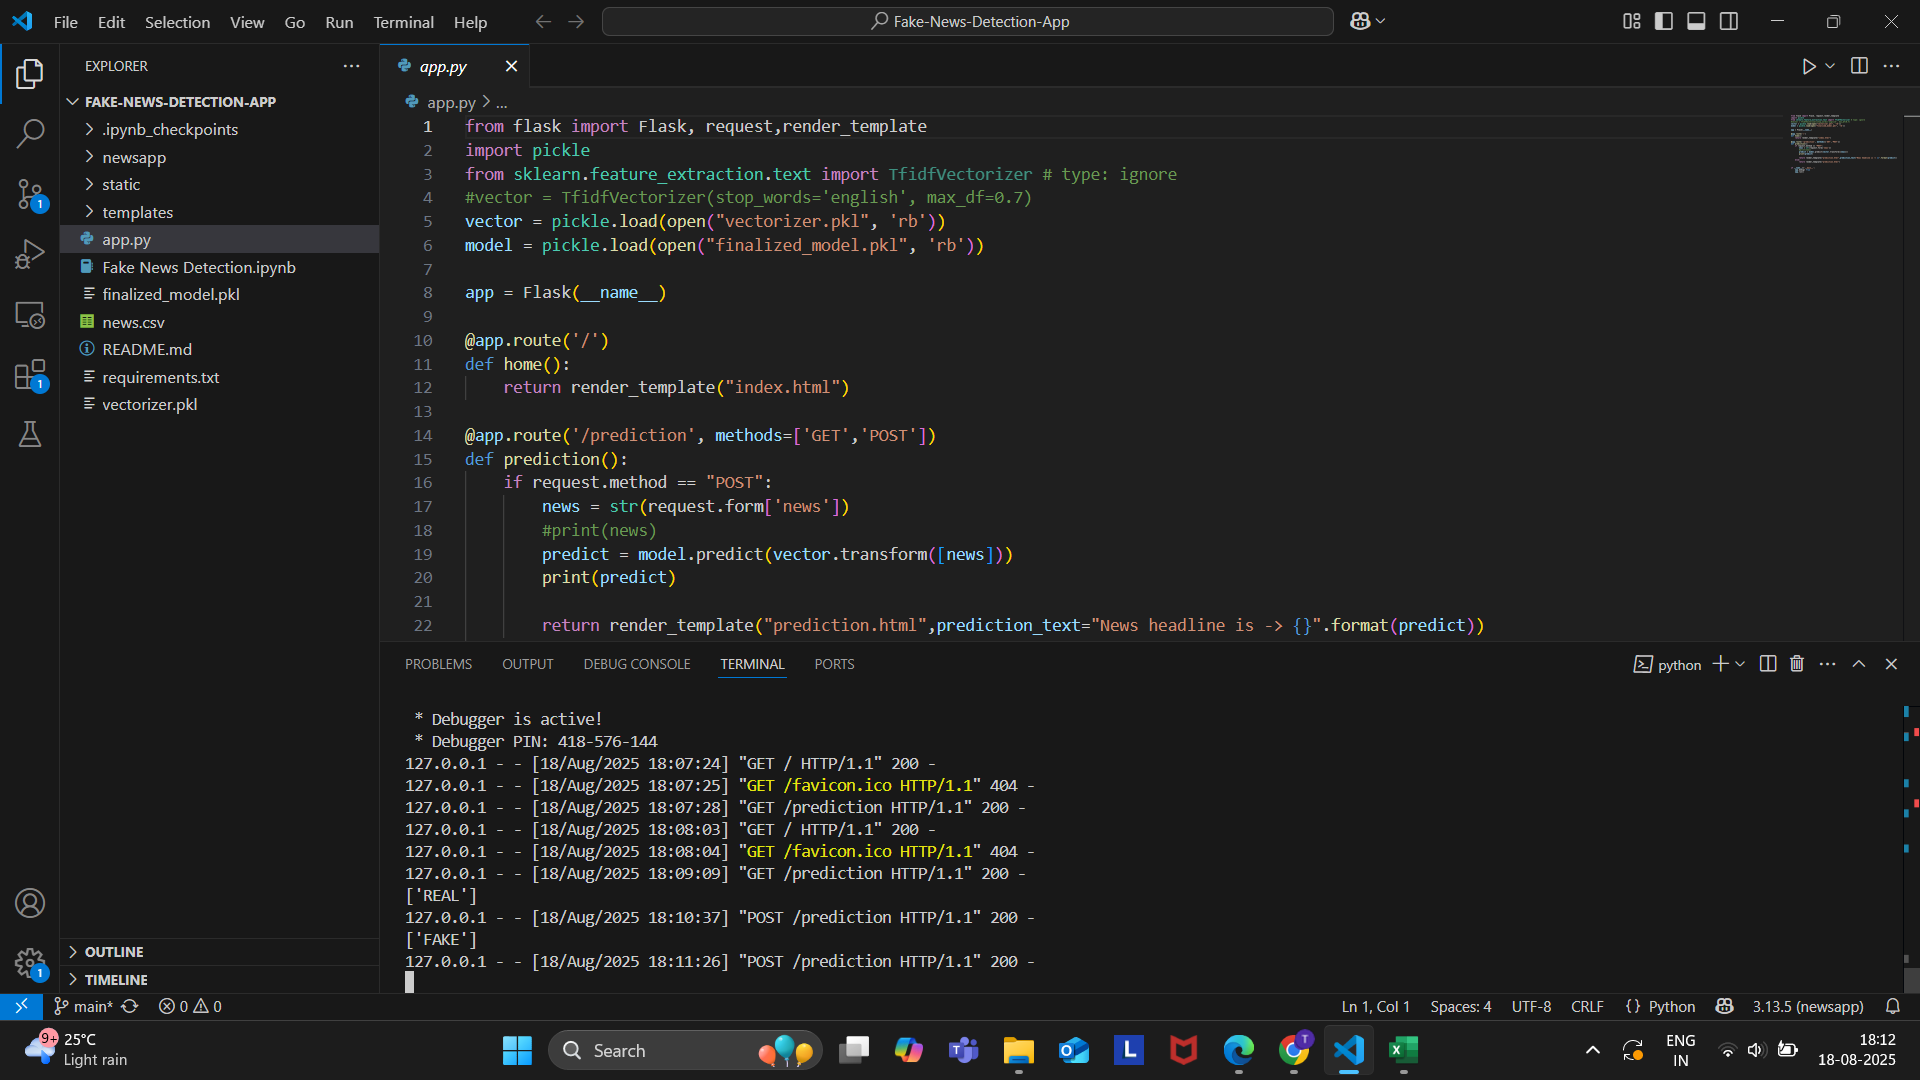 File Edit Selection View Go Run Terminal Help
Fake-News-Detection-App
EXPLORER
FAKE-NEWS-DETECTION-APP
.ipynb_checkpoints
newsapp
static
templates
app.py
Fake News Detection.ipynb
finalized_model.pkl
news.csv
README.md
requirements.txt
vectorizer.pkl
OUTLINE
TIMELINE
1
1
1
app.py
app.py > ...
1 from flask import Flask, request,render_template
2 import pickle
3 from sklearn.feature_extraction.text import TfidfVectorizer # type: ignore
4 #vector = TfidfVectorizer(stop_words='english', max_df=0.7)
5 vector = pickle.load(open("vectorizer.pkl", 'rb'))
6 model = pickle.load(open("finalized_model.pkl", 'rb'))
7
8 app = Flask(__name__)
9
10 @app.route('/')
11 def home():
12     return render_template("index.html")
13
14 @app.route('/prediction', methods=['GET','POST'])
15 def prediction():
16     if request.method == "POST":
17         news = str(request.form['news'])
18         #print(news)
19         predict = model.predict(vector.transform([news]))
20         print(predict)
21
22         return render_template("prediction.html",prediction_text="News headline is -> {}".format(predict))
PROBLEMS OUTPUT DEBUG CONSOLE TERMINAL PORTS
python
* Debugger is active!
* Debugger PIN: 418-576-144
127.0.0.1 - - [18/Aug/2025 18:07:24] "GET / HTTP/1.1" 200 -
127.0.0.1 - - [18/Aug/2025 18:07:25] "GET /favicon.ico HTTP/1.1" 404 -
127.0.0.1 - - [18/Aug/2025 18:07:28] "GET /prediction HTTP/1.1" 200 -
127.0.0.1 - - [18/Aug/2025 18:08:03] "GET / HTTP/1.1" 200 -
127.0.0.1 - - [18/Aug/2025 18:08:04] "GET /favicon.ico HTTP/1.1" 404 -
127.0.0.1 - - [18/Aug/2025 18:09:09] "GET /prediction HTTP/1.1" 200 -
['REAL']
127.0.0.1 - - [18/Aug/2025 18:10:37] "POST /prediction HTTP/1.1" 200 -
['FAKE']
127.0.0.1 - - [18/Aug/2025 18:11:26] "POST /prediction HTTP/1.1" 200 -
main* 0 0 Ln 1, Col 1 Spaces: 4 UTF-8 CRLF {} Python 3.13.5 (newsapp)
9+
25°C
Light rain
Search
L
T
ENG
IN
18:12
18-08-2025